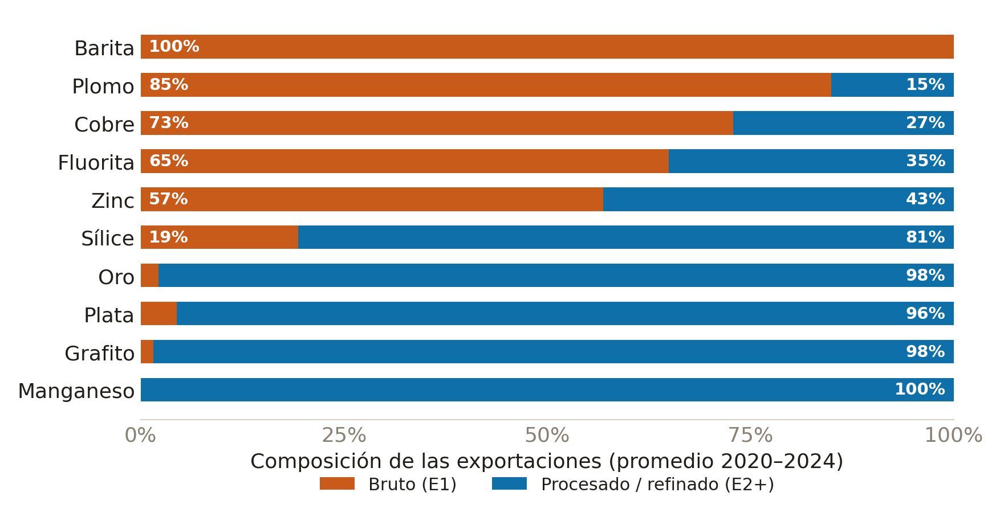 Barita 100%
Plomo 85% 15%
Cobre 73% 27%
Fluorita 65% 35%
Zinc 57% 43%
Sílice 19% 81%
Oro 98%
Plata 96%
Grafito 98%
Manganeso 100%
0% 25% 50% 75% 100%
Composición de las exportaciones (promedio 2020–2024)
Bruto (E1) Procesado / refinado (E2+)